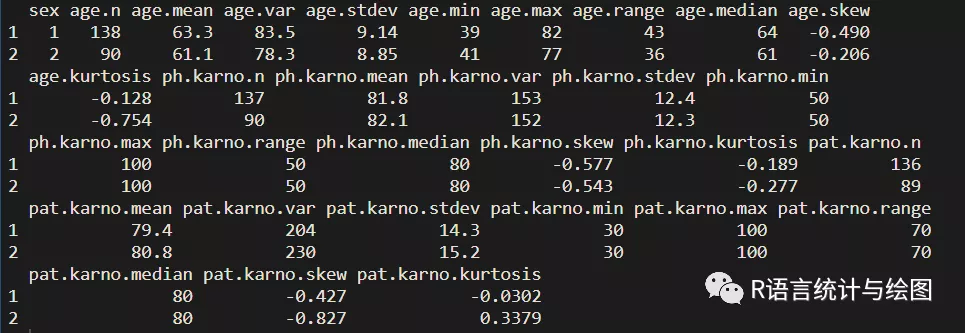 sex age.n age.mean age.var age.stdev age.min age.max age.range age.median age.skew
1 1 138 63.3 83.5 9.14 39 82 43 64 -0.490
2 2 90 61.1 78.3 8.85 41 77 36 61 -0.206
age.kurtosis ph.karno.n ph.karno.mean ph.karno.var ph.karno.stdev ph.karno.min
1 -0.128 137 81.8 153 12.4 50
2 -0.754 90 82.1 152 12.3 50
ph.karno.max ph.karno.range ph.karno.median ph.karno.skew ph.karno.kurtosis pat.karno.n
1 100 50 80 -0.577 -0.189 136
2 100 50 80 -0.543 -0.277 89
pat.karno.mean pat.karno.var pat.karno.stdev pat.karno.min pat.karno.max pat.karno.range
1 79.4 204 14.3 30 100 70
2 80.8 230 15.2 30 100 70
pat.karno.median pat.karno.skew pat.karno.kurtosis
1 80 -0.427 -0.0302
2 80 -0.827 0.3379
R语言统计与绘图